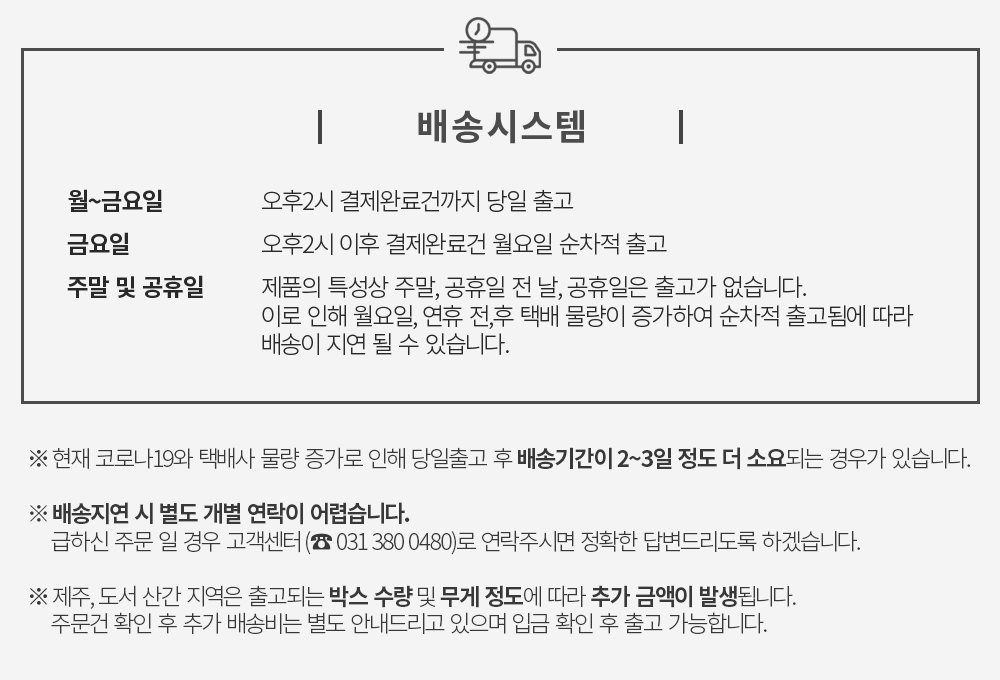 배송시스템
월~금요일 오후2시 결제완료건까지 당일 출고
금요일 오후2시 이후 결제완료건 월요일 순차적 출고
주말 및 공휴일 제품의 특성상 주말, 공휴일 전 날, 공휴일은 출고가 없습니다.
이로 인해 월요일, 연휴 전,후 택배 물량이 증가하여 순차적 출고됨에 따라
배송이 지연 될 수 있습니다.
※ 현재 코로나19와 택배사 물량 증가로 인해 당일출고 후 배송기간이 2~3일 정도 더 소요되는 경우가 있습니다.
※ 배송지연 시 별도 개별 연락이 어렵습니다.
급하신 주문 일 경우 고객센터 (☎ 031 380 0480)로 연락주시면 정확한 답변드리도록 하겠습니다.
※ 제주, 도서 산간 지역은 출고되는 박스 수량 및 무게 정도에 따라 추가 금액이 발생됩니다.
주문건 확인 후 추가 배송비는 별도 안내드리고 있으며 입금 확인 후 출고 가능합니다.